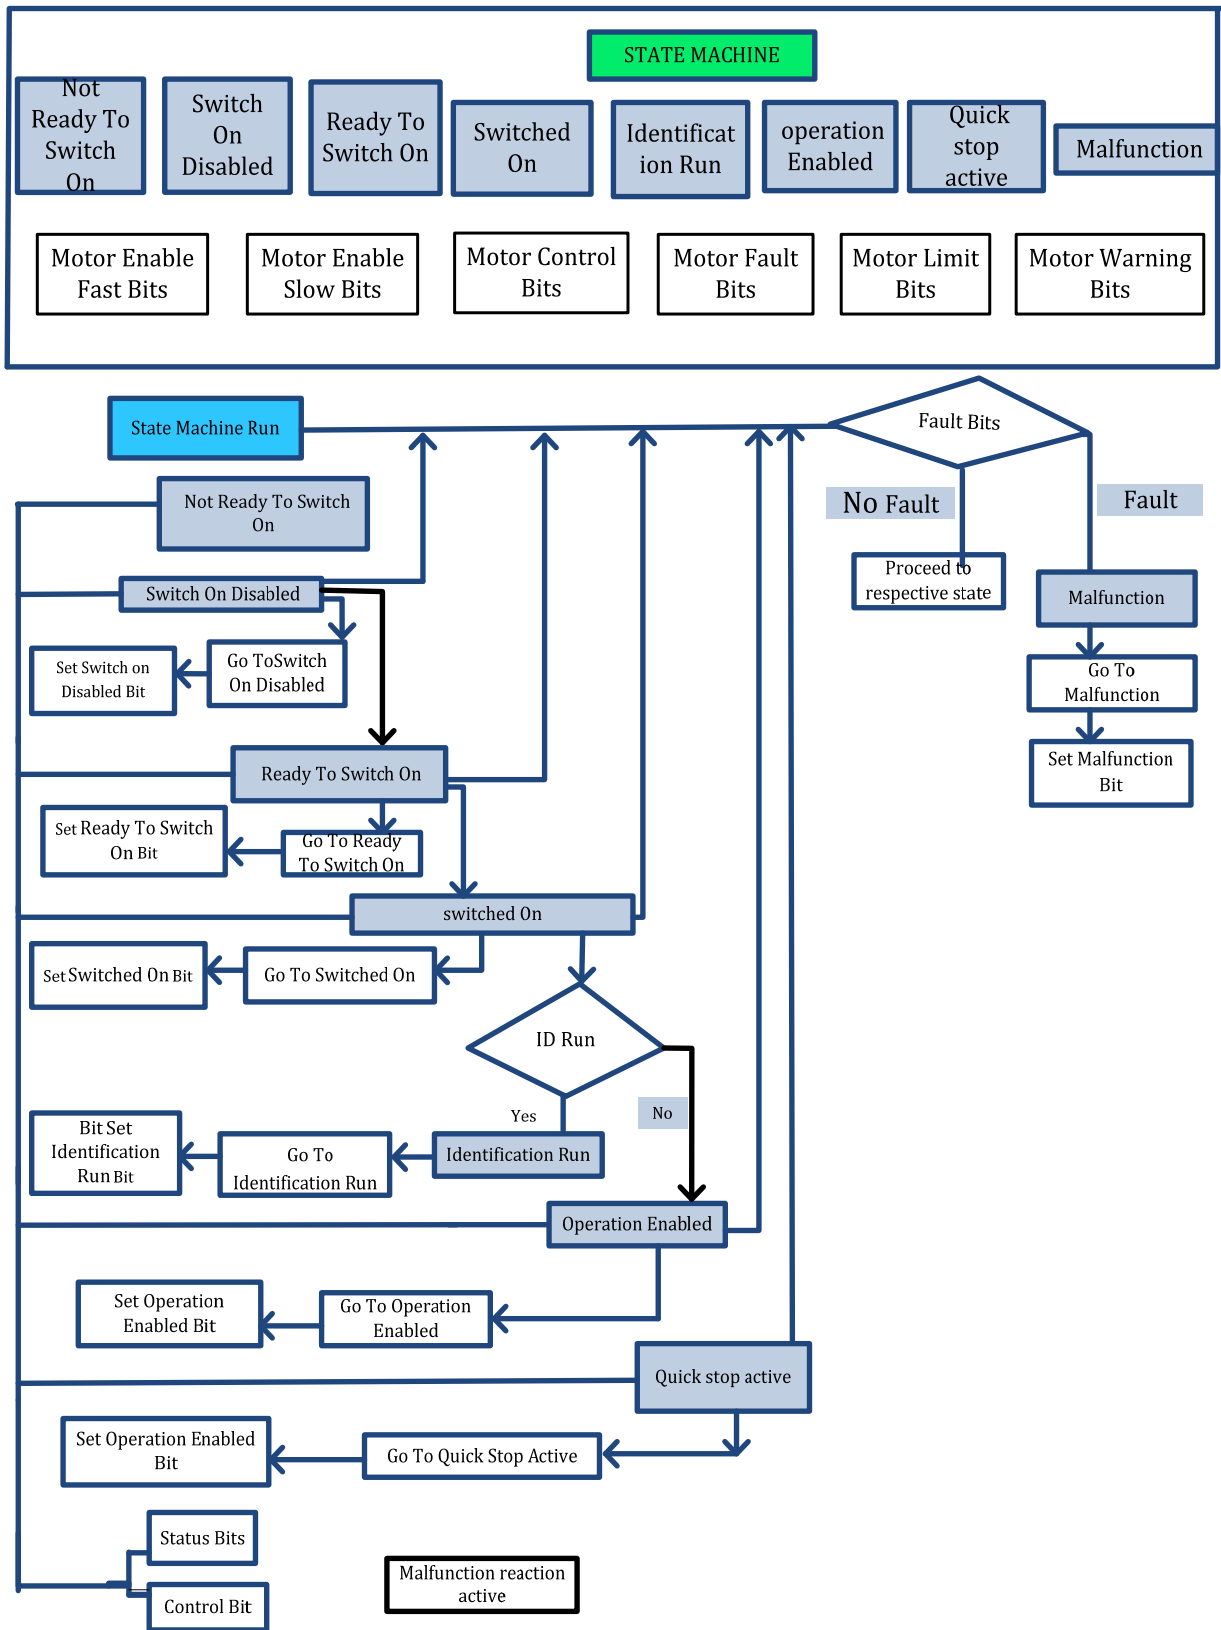 STATE MACHINE
Not
Ready To
Switch
On
Switch
On
Disabled
Ready To
Switch On
Switched
On
Identificat
ion Run
operation
Enabled
Quick
stop
active
Malfunction
Motor Enable
Fast Bits
Motor Enable
Slow Bits
Motor Control
Bits
Motor Fault
Bits
Motor Limit
Bits
Motor Warning
Bits
State Machine Run
Fault Bits
Not Ready To Switch
On
No Fault
Fault
Switch On Disabled
Proceed to
respective state
Malfunction
Set Switch on
Disabled Bit
Go ToSwitch
On Disabled
Go To
Malfunction
Ready To Switch On
Set Malfunction
Bit
Set Ready To Switch
On Bit
Go To Ready
To Switch On
switched On
Set Switched On Bit
Go To Switched On
ID Run
Yes
No
Bit Set
Identification
Run Bit
Go To
Identification Run
Identification Run
Operation Enabled
Set Operation
Enabled Bit
Go To Operation
Enabled
Quick stop active
Set Operation Enabled
Bit
Go To Quick Stop Active
Status Bits
Control Bit
Malfunction reaction
active